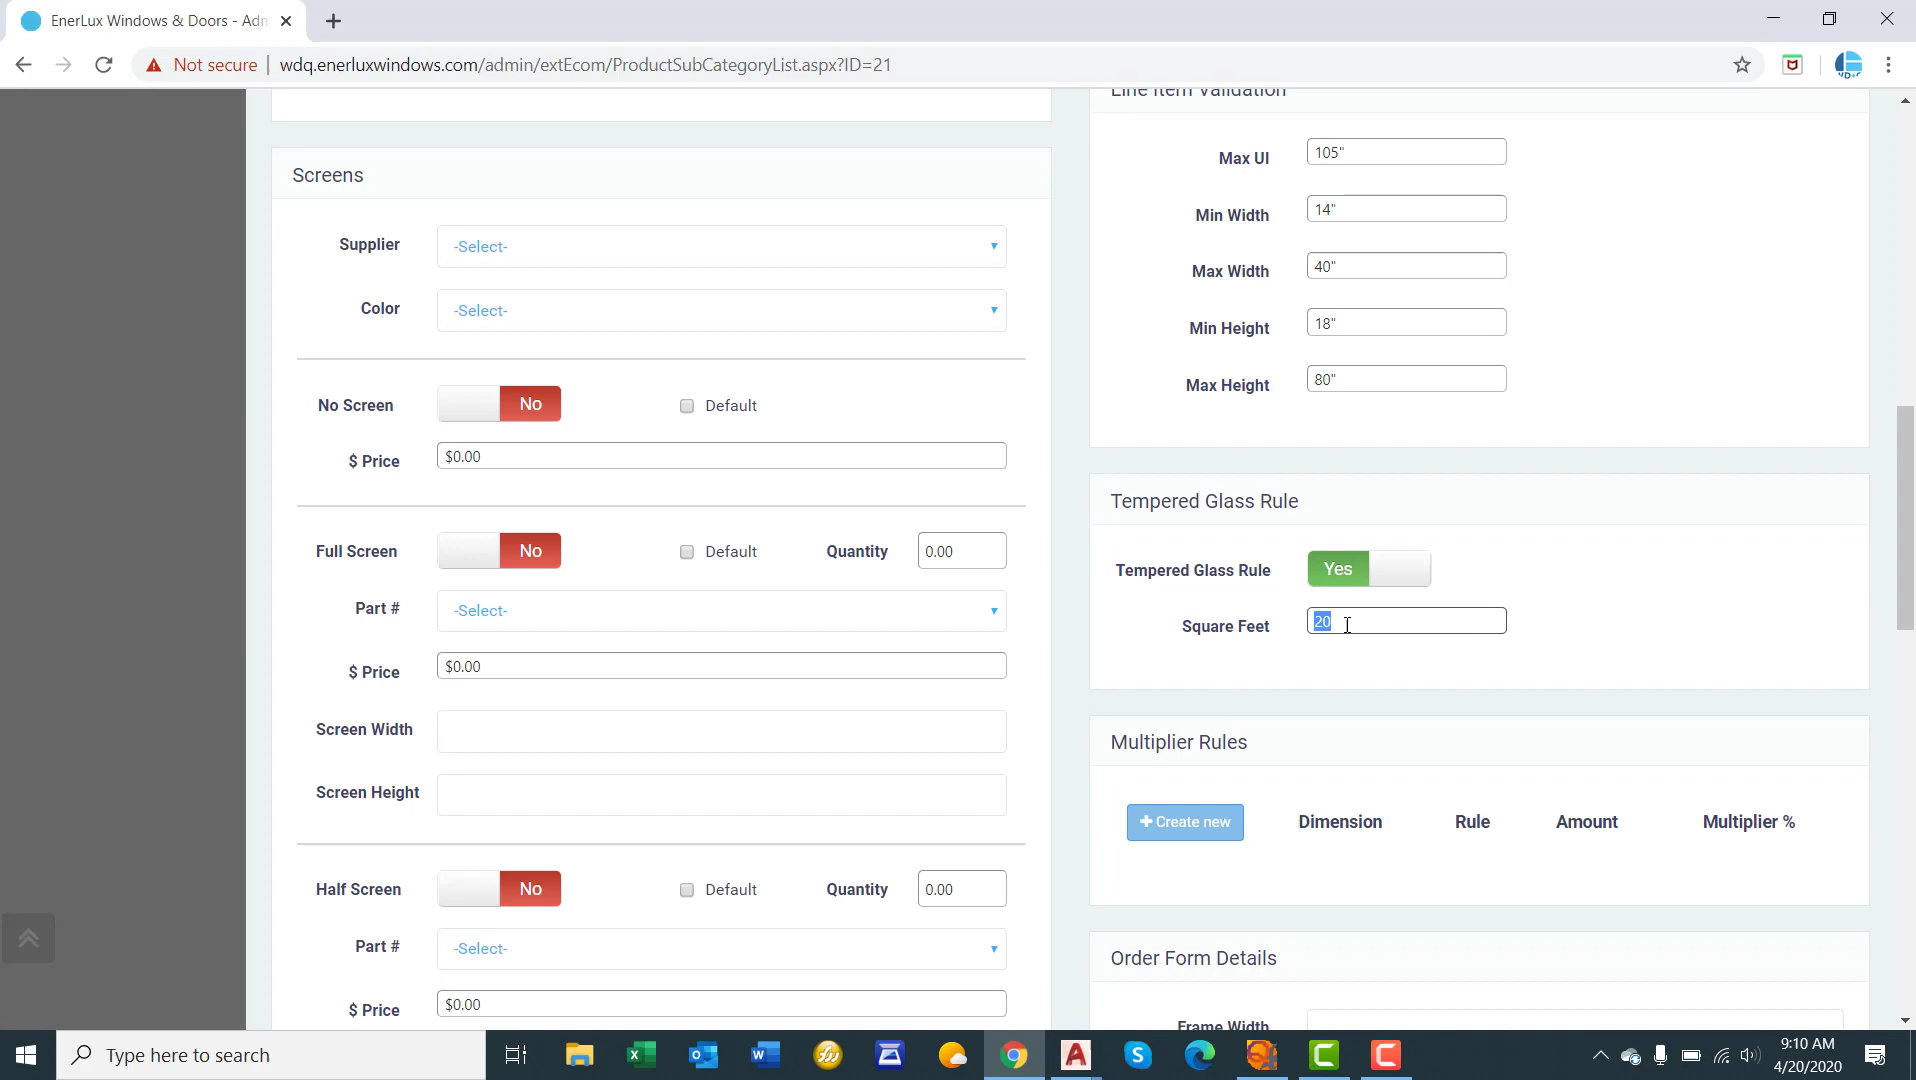 EnerLux Windows & Doors - Adm
Not secure
wdq.enerluxwindows.com/admin/extEcom/ProductSubCategoryList.aspx?ID=21
Line Item Validation
Max UI
105"
Min Width
14"
Max Width
40"
Min Height
18"
Max Height
80"
Screens
Supplier
-Select-
Color
-Select-
No Screen
No
Default
$ Price
$0.00
Full Screen
No
Default
Quantity
0.00
Part #
-Select-
$ Price
$0.00
Screen Width
Screen Height
Half Screen
No
Default
Quantity
0.00
Part #
-Select-
$ Price
$0.00
Tempered Glass Rule
Tempered Glass Rule
Yes
Square Feet
20
Multiplier Rules
Create new
Dimension
Rule
Amount
Multiplier %
Order Form Details
Frame Width
Type here to search
9:10 AM
4/20/2020